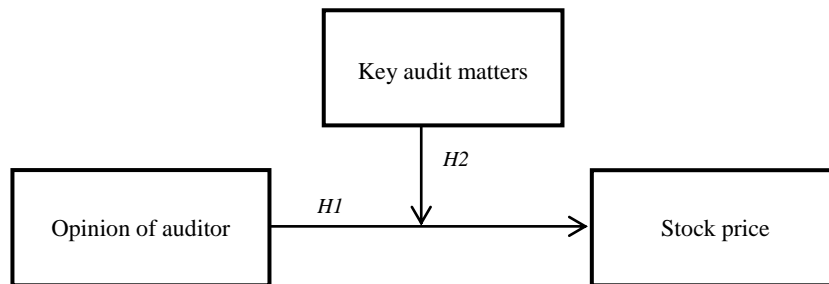 Key audit matters
H2
H1
Opinion of auditor
Stock price